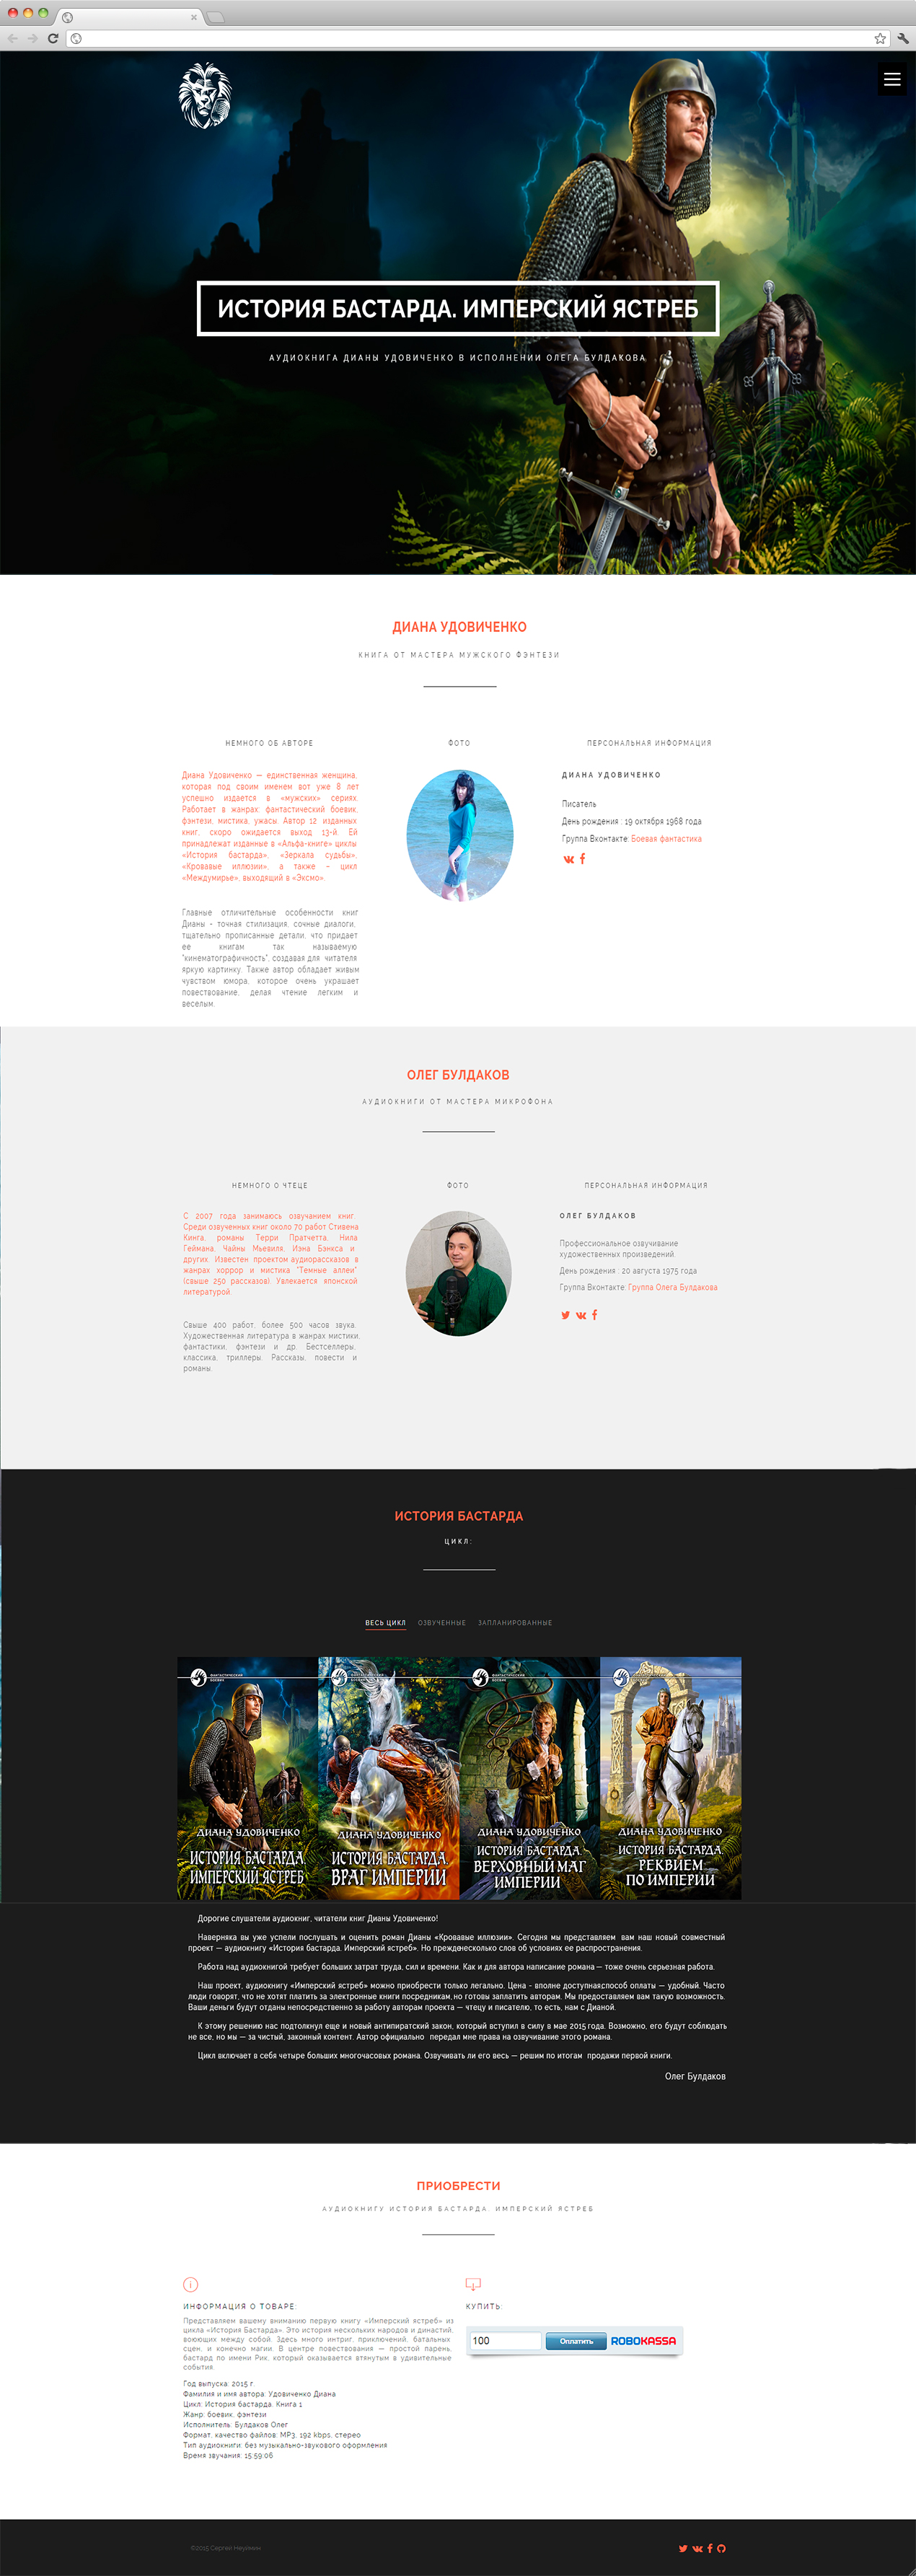 ИСТОРИЯ БАСТАРДА. ИМПЕРСКИЙ ЯСТРЕБ
АУДИОКНИГА ДИАНЫ УДОВИЧЕНКО В ИСПОЛНЕНИИ ОЛЕГА БУЛДАКОВА
ДИАНА УДОВИЧЕНКО
КНИГА ОТ МАСТЕРА МУЖСКОГО ФЭНТЕЗИ
НЕМНОГО ОБ АВТОРЕ
Диана Удовиченко — единственная женщина,
которая под своим именем вот уже 8 лет
успешно издается в «мужских» сериях.
Работает в жанрах: фантастический боевик,
фэнтези, мистика, ужасы. Автор 12 изданных
книг, скоро ожидается выход 13-й. Ей
принадлежат изданные в «Альфа-книге» циклы
«История бастарда», «Зеркала судьбы»,
«Кровавые иллюзии», а также – цикл
«Междумирье», выходящий в «Эксмо».
Главные отличительные особенности книг
Дианы - точная стилизация, сочные диалоги,
тщательно прописанные детали, что придает
ее книгам так называемую
"кинематографичность", создавая для читателя
яркую картинку. Также автор обладает живым
чувством юмора, которое очень украшает
повествование, делая чтение легким и
веселым.
ФОТО
ПЕРСОНАЛЬНАЯ ИНФОРМАЦИЯ
ДИАНА УДОВИЧЕНКО
Писатель
День рождения : 19 октября 1968 года
Группа Вконтакте: Боевая фантастика
ОЛЕГ БУЛДАКОВ
АУДИОКНИГИ ОТ МАСТЕРА МИКРОФОНА
НЕМНОГО О ЧТЕЦЕ
С 2007 года занимаюсь озвучанием книг.
Среди озвученных книг около 70 работ Стивена
Кинга, романы Терри Пратчетта, Нила
Геймана, Чайны Мьевиля, Иэна Бэнкса и
других. Известен проектом аудиорассказов в
жанрах хоррор и мистика "Темные аллеи"
(свыше 250 рассказов). Увлекается японской
литературой.
Свыше 400 работ, более 500 часов звука.
Художественная литература в жанрах мистики,
фантастики, фэнтези и др. Бестселлеры,
классика, триллеры. Рассказы, повести и
романы.
ФОТО
ПЕРСОНАЛЬНАЯ ИНФОРМАЦИЯ
ОЛЕГ БУЛДАКОВ
Профессиональное озвучивание
художественных произведений.
День рождения : 20 августа 1975 года
Группа Вконтакте: Группа Олега Булдакова
ИСТОРИЯ БАСТАРДА
ЦИКЛ:
ВЕСЬ ЦИКЛ ОЗВУЧЕННЫЕ ЗАПЛАНИРОВАННЫЕ
ФАНТАСТИЧЕСКИЙ
БОЕВИК
ДИАНА УДОВИЧЕНКО
ИСТОРИЯ БАСТАРДА.
ИМПЕРСКИЙ ЯСТРЕБ
ФАНТАСТИЧЕСКИЙ
БОЕВИК
ДИАНА УДОВИЧЕНКО
ИСТОРИЯ БАСТАРДА.
ВРАГ ИМПЕРИИ
ФАНТАСТИЧЕСКИЙ
БОЕВИК
ДИАНА УДОВИЧЕНКО
ИСТОРИЯ БАСТАРДА
ВЕРХОВНЫЙ МАГ
ИМПЕРИИ
ФАНТАСТИЧЕСКИЙ
БОЕВИК
ДИАНА УДОВИЧЕНКО
ИСТОРИЯ БАСТАРДА.
РЕКВИЕМ
ПО ИМПЕРИИ
Дорогие слушатели аудиокниг, читатели книг Дианы Удовиченко!
Наверняка вы уже успели послушать и оценить роман Дианы «Кровавые иллюзии». Сегодня мы представляем вам наш новый совместный
проект — аудиокнигу «История бастарда. Имперский ястреб». Но преждeнесколько слов об условиях ее распространения.
Работа над аудиокнигой требует больших затрат труда, сил и времени. Как и для автора написание романа — тоже очень серьезная работа.
Наш проект, аудиокнигу «Имперский ястреб» можно приобрести только легально. Цена - вполне доступнаяспособ оплаты — удобный. Часто
люди говорят, что не хотят платить за электронные книги посредникам, но готовы заплатить авторам. Мы предоставляем вам такую возможность.
Ваши деньги будут отданы непосредственно за работу авторам проекта — чтецу и писателю, то есть, нам с Дианой.
К этому решению нас подтолкнул еще и новый антипиратский закон, который вступил в силу в мае 2015 года. Возможно, его будут соблюдать
не все, но мы — за чистый, законный контент. Автор официально передал мне права на озвучивание этого романа.
Цикл включает в себя четыре больших многочасовых романа. Озвучивать ли его весь — решим по итогам продажи первой книги.
Олег Булдаков
ПРИОБРЕСТИ
АУДИОКНИГУ ИСТОРИЯ БАСТАРДА. ИМПЕРСКИЙ ЯСТРЕБ
ИНФОРМАЦИЯ О ТОВАРЕ:
Представляем вашему вниманию первую книгу «Имперский ястреб» из
цикла «История Бастарда». Это история нескольких народов и династий,
воюющих между собой. Здесь много интриг, приключений, батальных
сцен, и конечно магии. В центре повествования — простой парень,
бастард по имени Рик, который оказывается втянутым в удивительные
события
Год выпуска: 2015 г.
Фамилия и имя автора: Удовиченко Диана
Цикл: История бастарда. Книга 1
Жанр: боевик, фэнтези
Исполнитель: Булдаков Олег
Формат, качество файлов: MP3, 192 kbps, стерео
Тип аудиокниги: без музыкально-звукового оформления
Время звучания: 15:59:06
КУПИТЬ:
100 Оплатить ROBOKASSA
©2015 Сергей